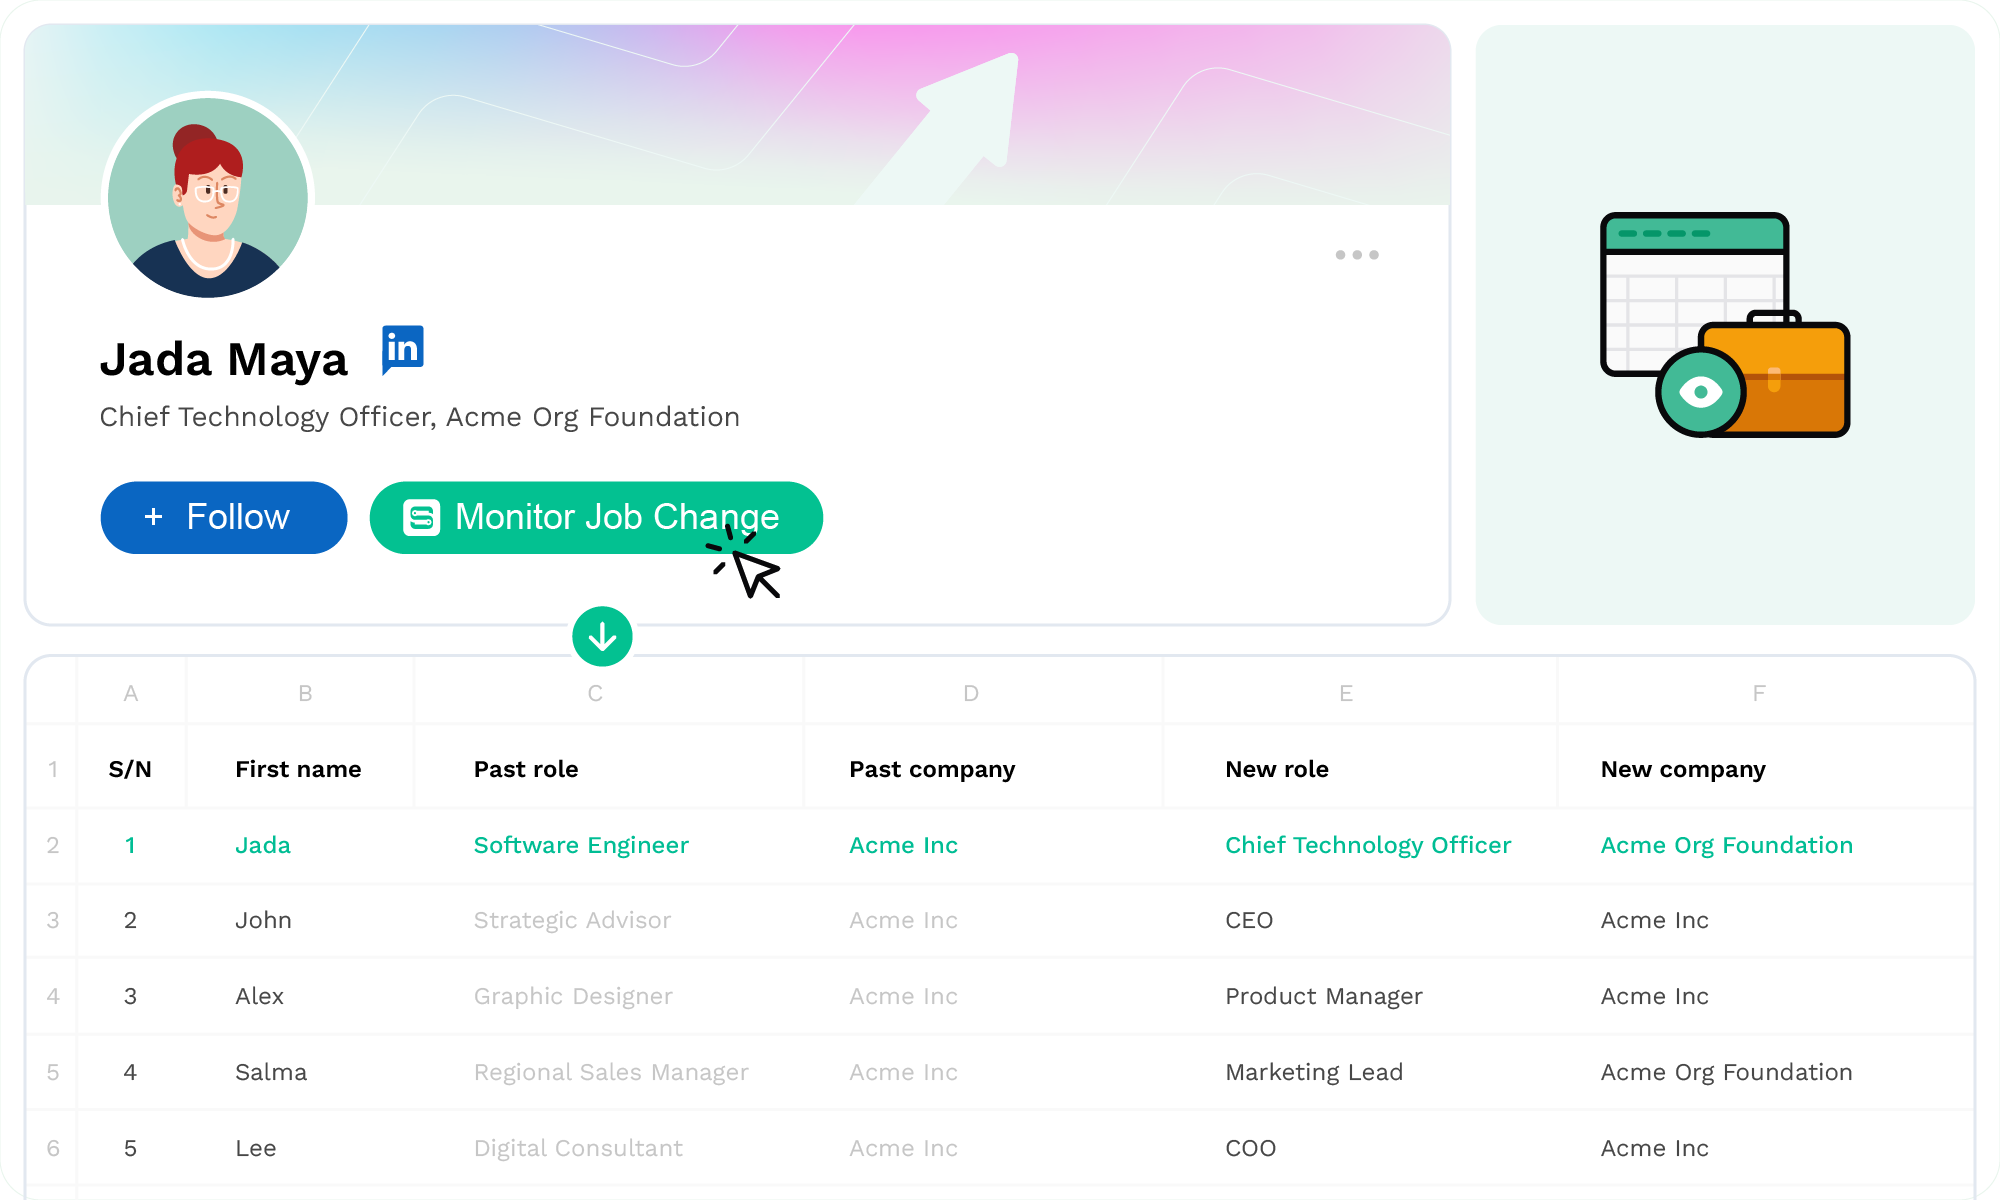 Jada Maya in
Chief Technology Officer, Acme Org Foundation
+ Follow Monitor Job Change
A B C D E F
1 S/N First name Past role Past company New role New company
2 1 Jada Software Engineer Acme Inc Chief Technology Officer Acme Org Foundation
3 2 John Strategic Advisor Acme Inc CEO Acme Inc
4 3 Alex Graphic Designer Acme Inc Product Manager Acme Inc
5 4 Salma Regional Sales Manager Acme Inc Marketing Lead Acme Org Foundation
6 5 Lee Digital Consultant Acme Inc COO Acme Inc